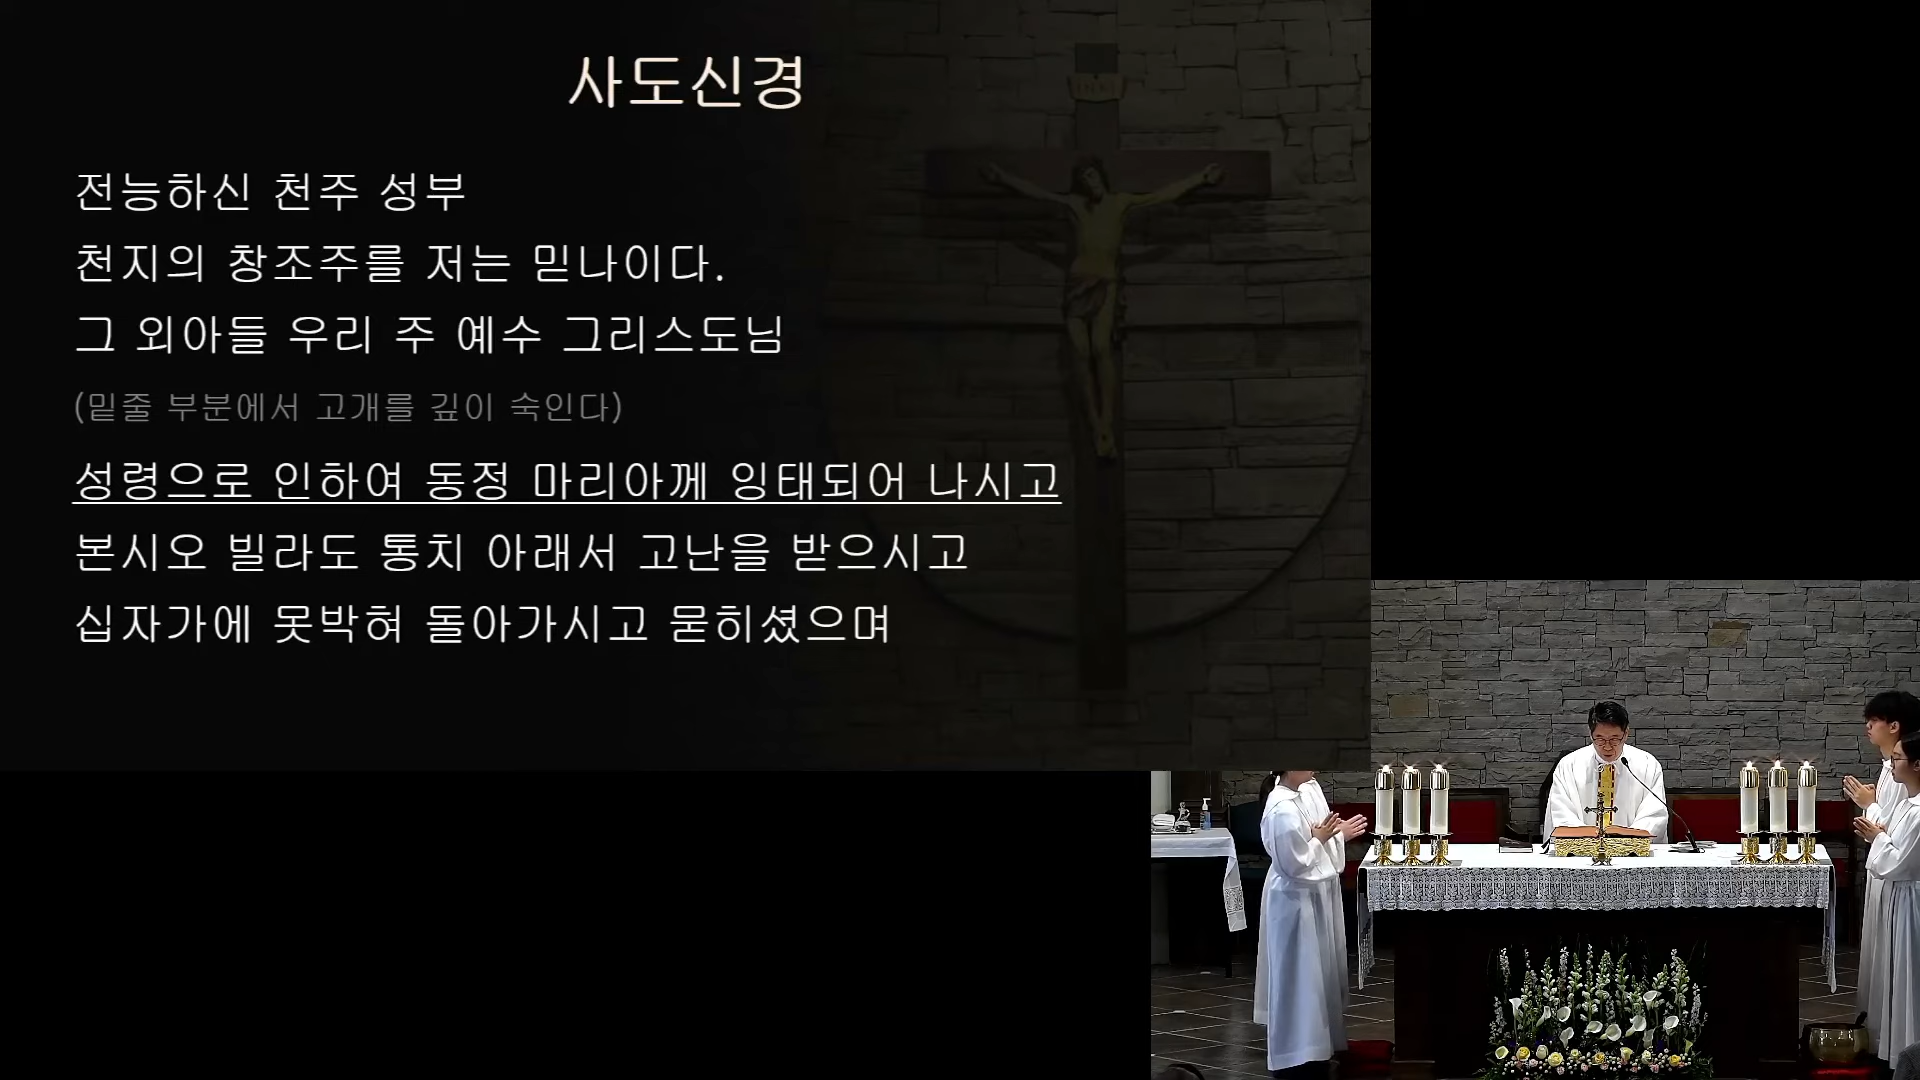 사도신경
전능하신 천주 성부
천지의 창조주를 저는 믿나이다.
그 외아들 우리 주 예수 그리스도님
(밑줄 부분에서 고개를 깊이 숙인다)
성령으로 인하여 동정 마리아께 잉태되어 나시고
본시오 빌라도 통치 아래서 고난을 받으시고
십자가에 못박혀 돌아가시고 묻히셨으며
INRI